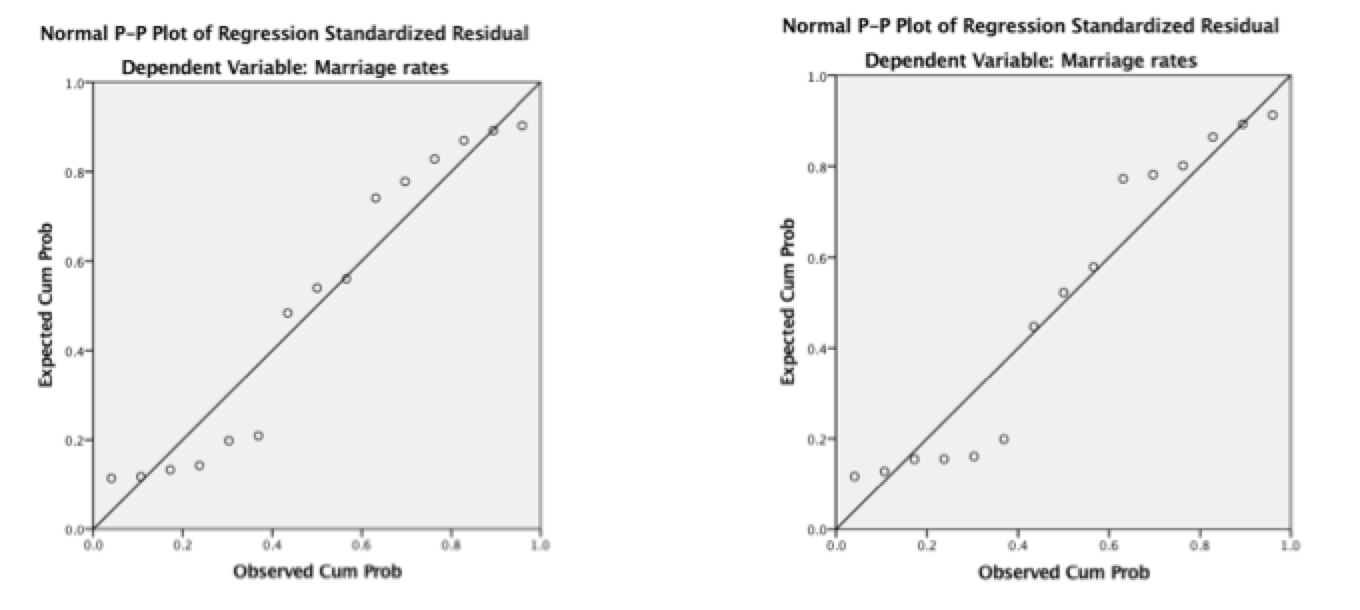 Normal P-P Plot of Regression Standardized Residual
Dependent Variable: Marriage rates
1.0
0.8
0.6
0.4
0.2
0.0
Expected Cum Prob
0.0 0.2 0.4 0.6 0.8 1.0
Observed Cum Prob
Normal P-P Plot of Regression Standardized Residual
Dependent Variable: Marriage rates
1.0
0.8
0.6
0.4
0.2
0.0
Expected Cum Prob
0.0 0.2 0.4 0.6 0.8 1.0
Observed Cum Prob